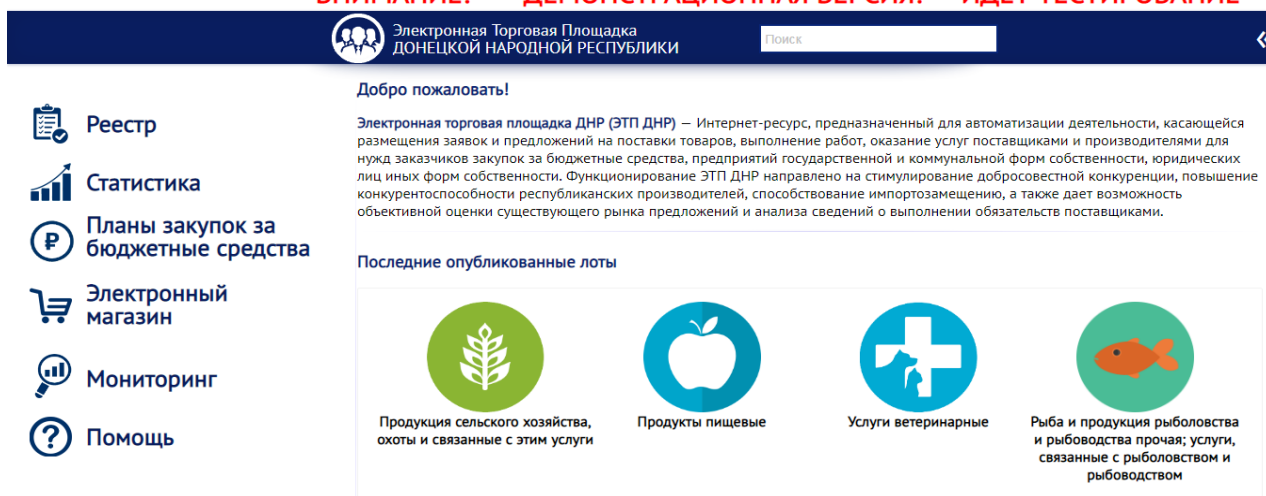 ВНИМАНИЕ! ДЕМОНСТРАЦИОННАЯ ВЕРСИЯ! ИДЕТ ТЕСТИРОВАНИЕ
Электронная Торговая Площадка
ДОНЕЦКОЙ НАРОДНОЙ РЕСПУБЛИКИ
Поиск
«
Реестр
Статистика
Планы закупок за
бюджетные средства
Электронный
магазин
Мониторинг
Помощь
Добро пожаловать!
Электронная торговая площадка ДНР (ЭТП ДНР) — Интернет-ресурс, предназначенный для автоматизации деятельности, касающейся
размещения заявок и предложений на поставки товаров, выполнение работ, оказание услуг поставщиками и производителями для
нужд заказчиков закупок за бюджетные средства, предприятий государственной и коммунальной форм собственности, юридических
лиц иных форм собственности. Функционирование ЭТП ДНР направлено на стимулирование добросовестной конкуренции, повышение
конкурентоспособности республиканских производителей, способствование импортозамещению, а также дает возможность
объективной оценки существующего рынка предложений и анализа сведений о выполнении обязательств поставщиками.
Последние опубликованные лоты
Продукция сельского хозяйства,
охоты и связанные с этим услуги
Продукты пищевые
Услуги ветеринарные
Рыба и продукция рыболовства
и рыбоводства прочая; услуги,
связанные с рыболовством и
рыбоводством